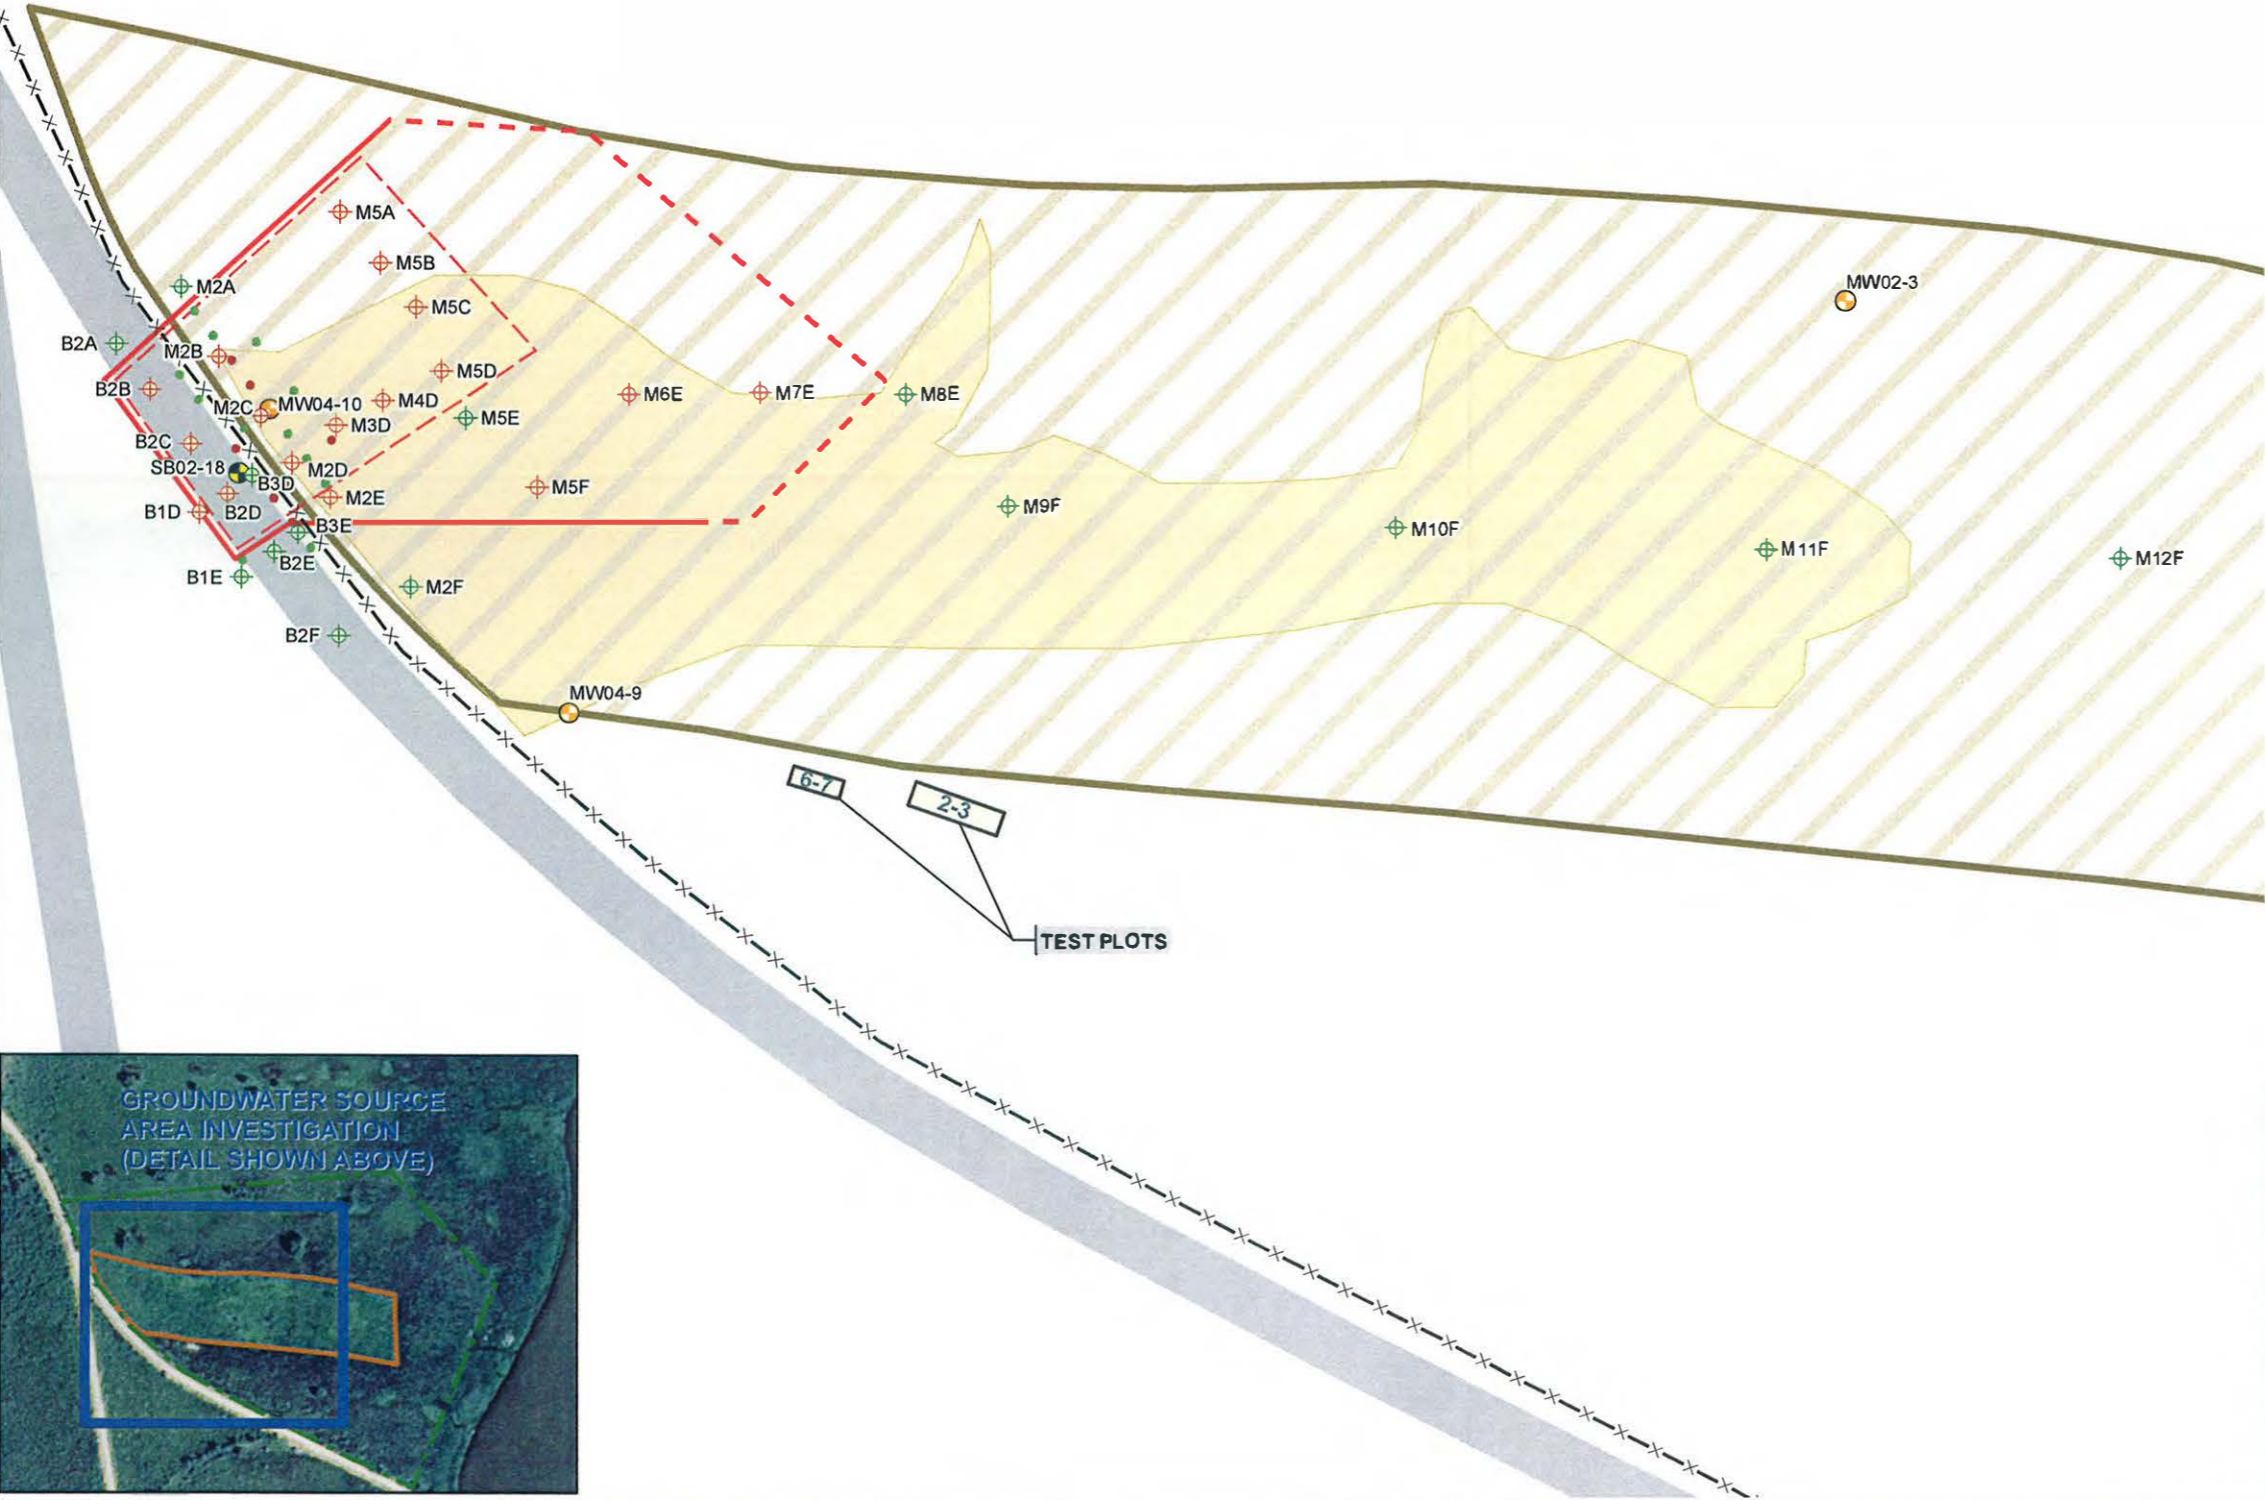 M5A
M5B
MW02-3
M2A
M5C
B2A
M2B
M5D
B2B
M2C
MW04-10
M4D
M6E
M7E
M8E
M5E
M3D
B2C
SB02-18
B3D
M2D
M5F
M2E
B1D
B2D
M9F
B3E
M10F
M11F
M12F
B2E
B1E
M2F
B2F
MW04-9
6-7
2-3
TEST PLOTS
GROUNDWATER SOURCE
AREA INVESTIGATION
(DETAIL SHOWN ABOVE)